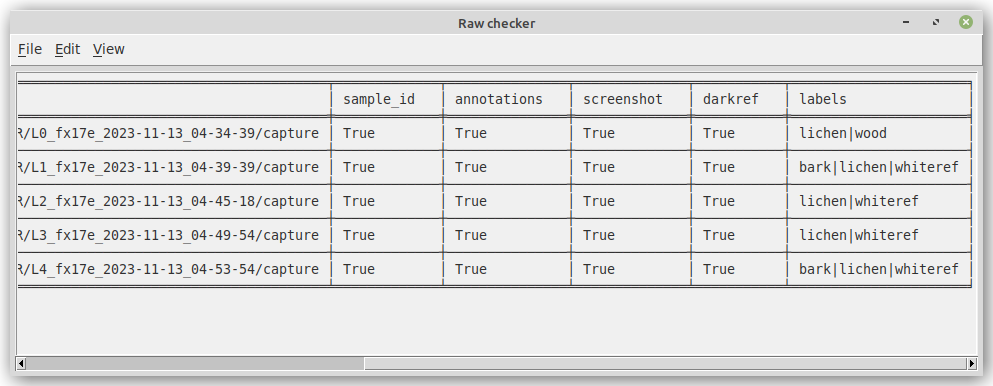 Raw checker
File Edit View
sample_id annotations screenshot darkref labels
R/L0_fx17e_2023-11-13_04-34-39/capture True True True True lichen|wood
R/L1_fx17e_2023-11-13_04-39-39/capture True True True True bark|lichen|whiteref
R/L2_fx17e_2023-11-13_04-45-18/capture True True True True lichen|whiteref
R/L3_fx17e_2023-11-13_04-49-54/capture True True True True lichen|whiteref
R/L4_fx17e_2023-11-13_04-53-54/capture True True True True bark|lichen|whiteref